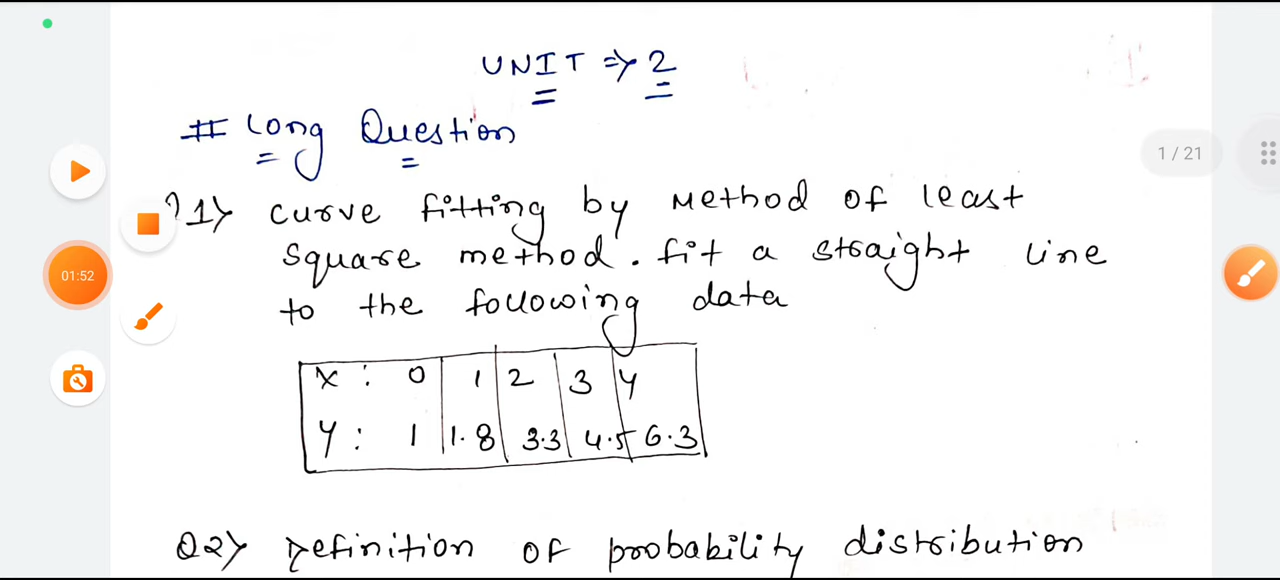 UNIT => 2
# Long Question
1 / 21
Q1> curve fitting by Method of least
square method. fit a straight line
01:52
to the following data
X : 0 1 2 3 4
Y : 1 1.8 3.3 4.5 6.3
Q2> Definition of probability distribution